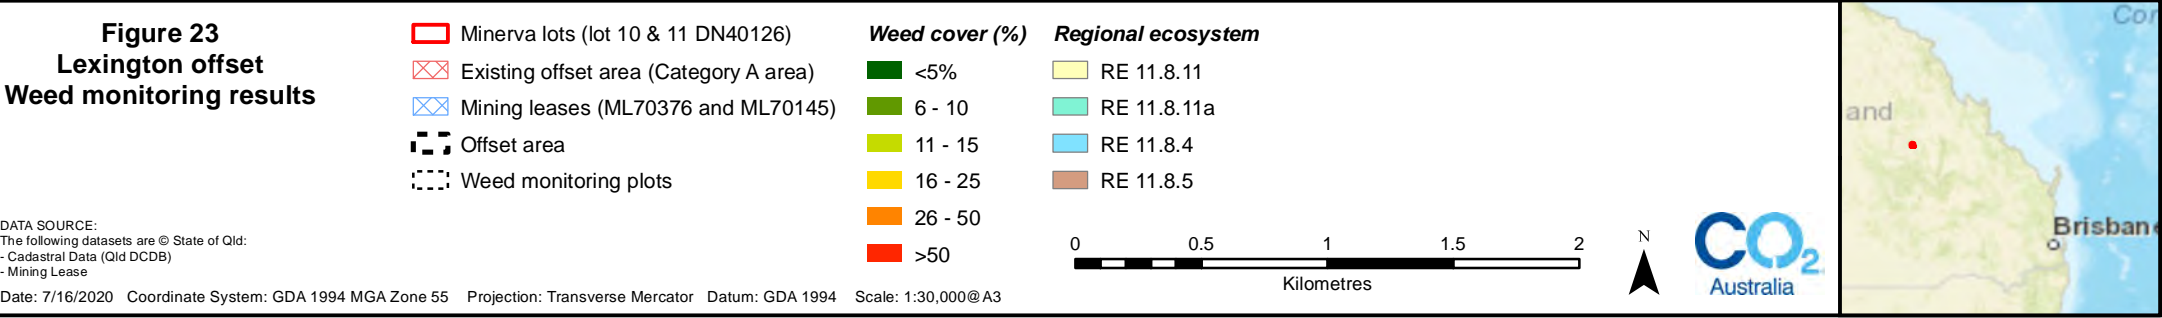 Figure 23
Lexington offset
Weed monitoring results
Minerva lots (lot 10 & 11 DN40126)
Existing offset area (Category A area)
Mining leases (ML70376 and ML70145)
Offset area
Weed monitoring plots
Weed cover (%)
<5%
6 - 10
11 - 15
16 - 25
26 - 50
>50
Regional ecosystem
RE 11.8.11
RE 11.8.11a
RE 11.8.4
RE 11.8.5
DATA SOURCE:
The following datasets are © State of Qld:
- Cadastral Data (Qld DCDB)
- Mining Lease
0 0.5 1 1.5 2
Kilometres
N
CO2
Australia
Date: 7/16/2020 Coordinate System: GDA 1994 MGA Zone 55 Projection: Transverse Mercator Datum: GDA 1994 Scale: 1:30,000@A3
Cor
and
Brisban